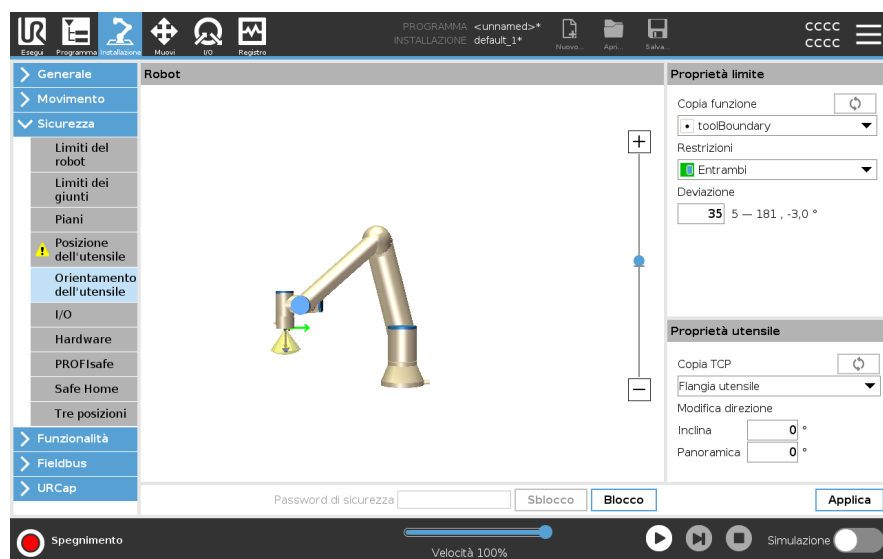 PROGRAMMA <unnamed>*
INSTALLAZIONE default_1*
Esegui
Programma
Installazione
Muovi
I/O
Registro
Nuovo...
Apri...
Salva...
cccc
cccc
Generale
Movimento
Sicurezza
Limiti del
robot
Limiti dei
giunti
Piani
Posizione
dell'utensile
Orientamento
dell'utensile
I/O
Hardware
PROFIsafe
Safe Home
Tre posizioni
Funzionalità
Fieldbus
URCap
Robot
Proprietà limite
Copia funzione
toolBoundary
Restrizioni
Entrambi
Deviazione
35 5 — 181 , -3,0 °
Proprietà utensile
Copia TCP
Flangia utensile
Modifica direzione
Inclina 0 °
Panoramica 0 °
Password di sicurezza
Sblocco
Blocco
Applica
Spegnimento
Velocità 100%
Simulazione